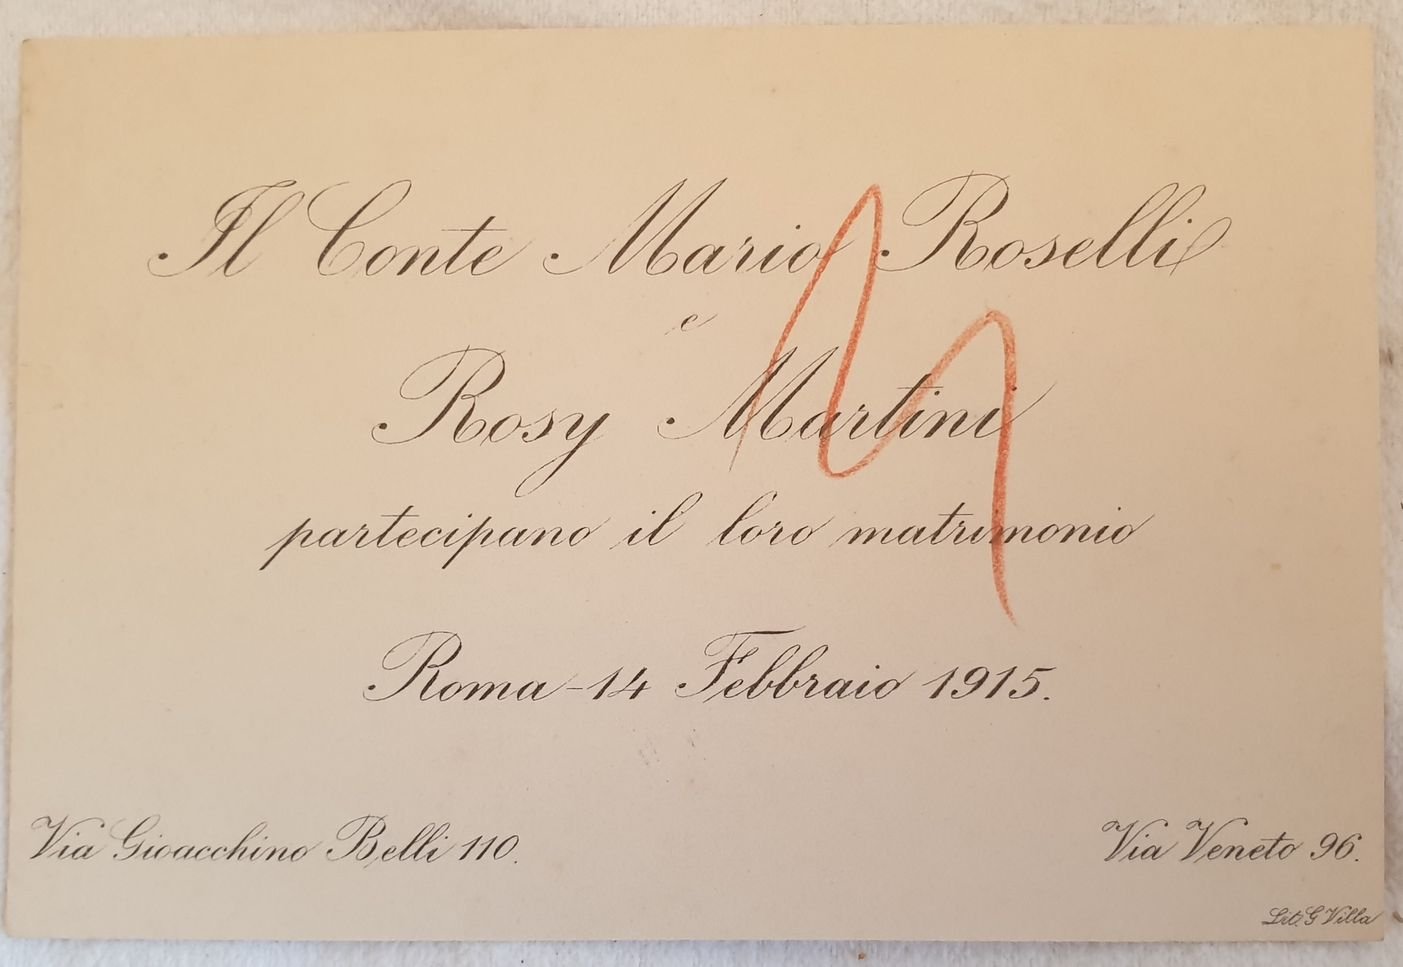 Il Conte Mario Roselli
e
Rosy Martini
partecipano il loro matrimonio
Roma - 14 Febbraio 1915.
Via Gioacchino Belli 110.
Via Veneto 96.
Lit. G Villa